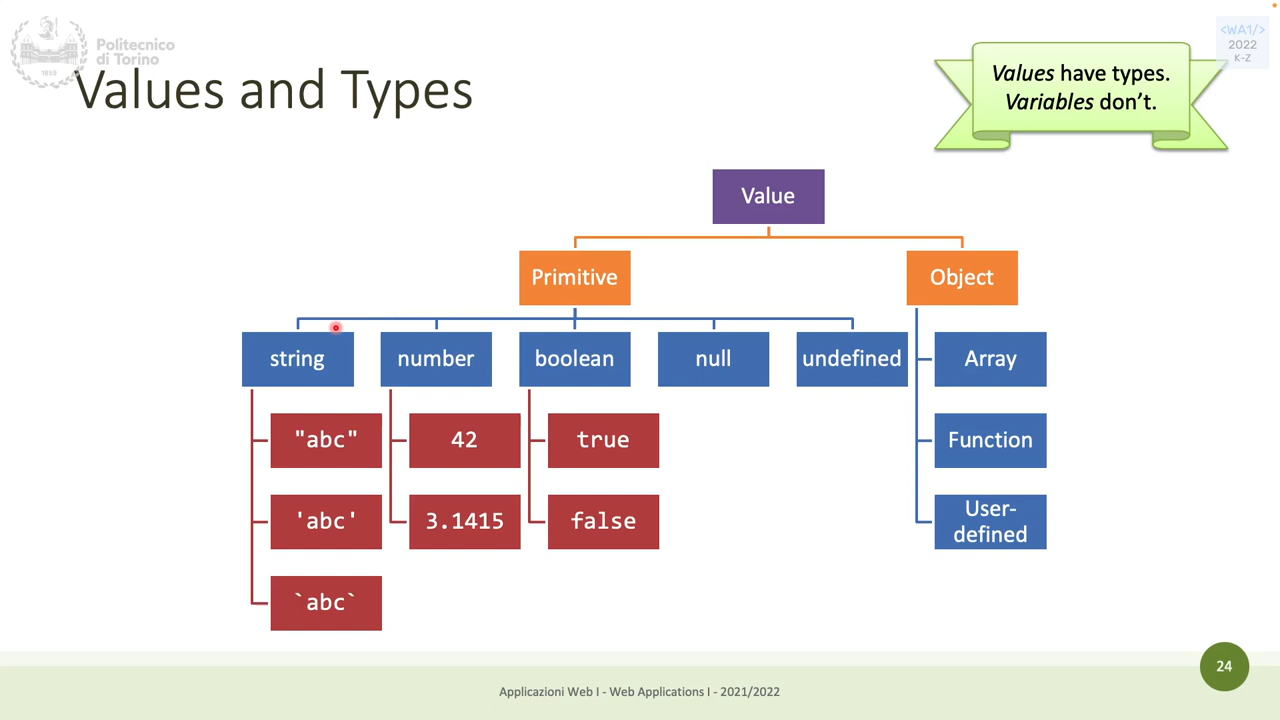 Politecnico
di Torino
1859
<WA1/>
2022
K-Z
Values and Types
Values have types.
Variables don't.
Value
Primitive
Object
string
number
boolean
null
undefined
Array
"abc"
42
true
Function
'abc'
3.1415
false
User-
defined
`abc`
24
Applicazioni Web I - Web Applications I - 2021/2022